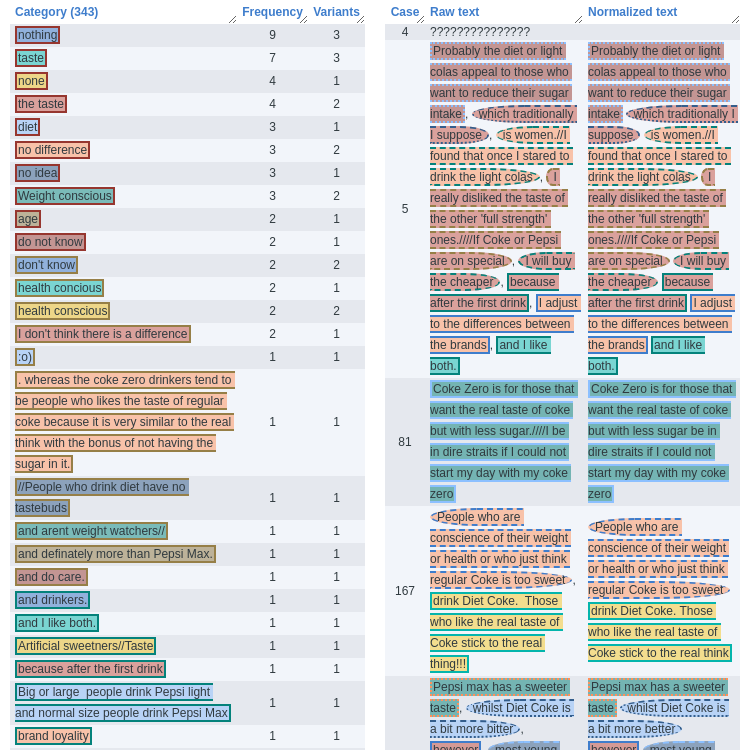 Category (343) Frequency Variants
nothing 9 3
taste 7 3
none 4 1
the taste 4 2
diet 3 1
no difference 3 2
no idea 3 1
Weight conscious 3 2
age 2 1
do not know 2 1
don't know 2 2
health concious 2 1
health conscious 2 2
I don't think there is a difference 2 1
:o) 1 1
. whereas the coke zero drinkers tend to
be people who likes the taste of regular
coke because it is very similar to the real 1 1
think with the bonus of not having the
sugar in it.
//People who drink diet have no
tastebuds 1 1
and arent weight watchers// 1 1
and definately more than Pepsi Max. 1 1
and do care. 1 1
and drinkers. 1 1
and I like both. 1 1
Artificial sweetners//Taste 1 1
because after the first drink 1 1
Big or large people drink Pepsi light
and normal size people drink Pepsi Max 1 1
brand loyality 1 1
Case Raw text Normalized text
4 ???????????????
Probably the diet or light Probably the diet or light
colas appeal to those who colas appeal to those who
want to reduce their sugar want to reduce their sugar
intake, which traditionally intake which traditionally I
I suppose, is women.//I suppose is women.//I
found that once I stared to found that once I stared to
drink the light colas, I drink the light colas I
really disliked the taste of really disliked the taste of
5 the other 'full strength' the other 'full strength'
ones.////If Coke or Pepsi ones.////If Coke or Pepsi
are on special, I will buy are on special I will buy
the cheaper, because the cheaper because
after the first drink, I adjust after the first drink I adjust
to the differences between to the differences between
the brands, and I like the brands and I like
both. both.
Coke Zero is for those that Coke Zero is for those that
want the real taste of coke want the real taste of coke
but with less sugar.////I be but with less sugar be in
81 in dire straits if I could not dire straits if I could not
start my day with my coke start my day with my coke
zero zero
People who are People who are
conscience of their weight conscience of their weight
or health or who just think or health or who just think
regular Coke is too sweet, regular Coke is too sweet
167 drink Diet Coke. Those drink Diet Coke. Those
who like the real taste of who like the real taste of
Coke stick to the real Coke stick to the real think
thing!!!
Pepsi max has a sweeter Pepsi max has a sweeter
taste, whilst Diet Coke is taste whilst Diet Coke is
a bit more bitter, a bit more better
however most young however most young